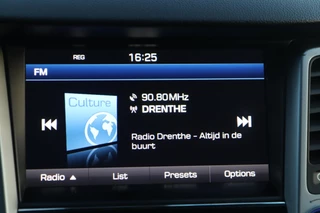 REG 16:25
FM
Culture
90.80MHz
DRENTHE
Radio Drenthe - Altijd in de
buurt
Radio List Presets Options